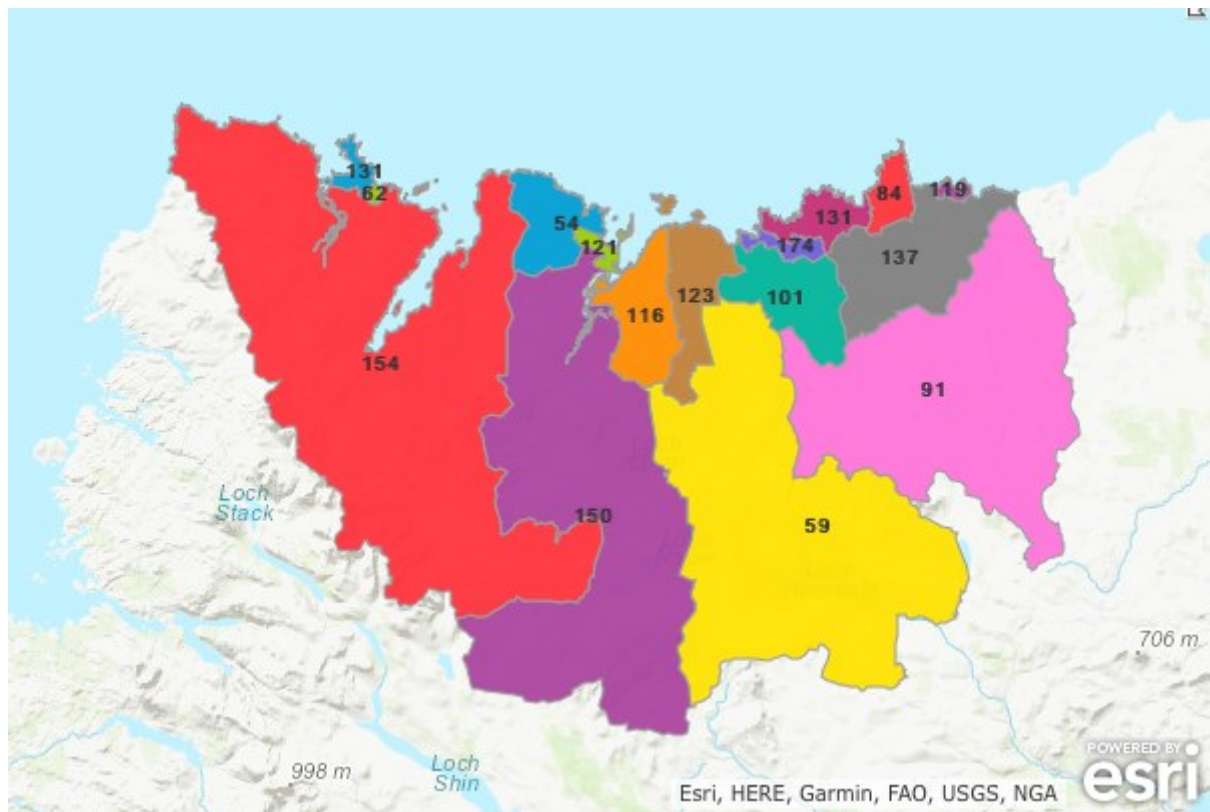 131
62
54
121
131
84
119
174
137
116
123
101
154
91
Loch
Stack
150
59
706 m
998 m
Loch
Shin
POWERED BY
esri
Esri, HERE, Garmin, FAO, USGS, NGA